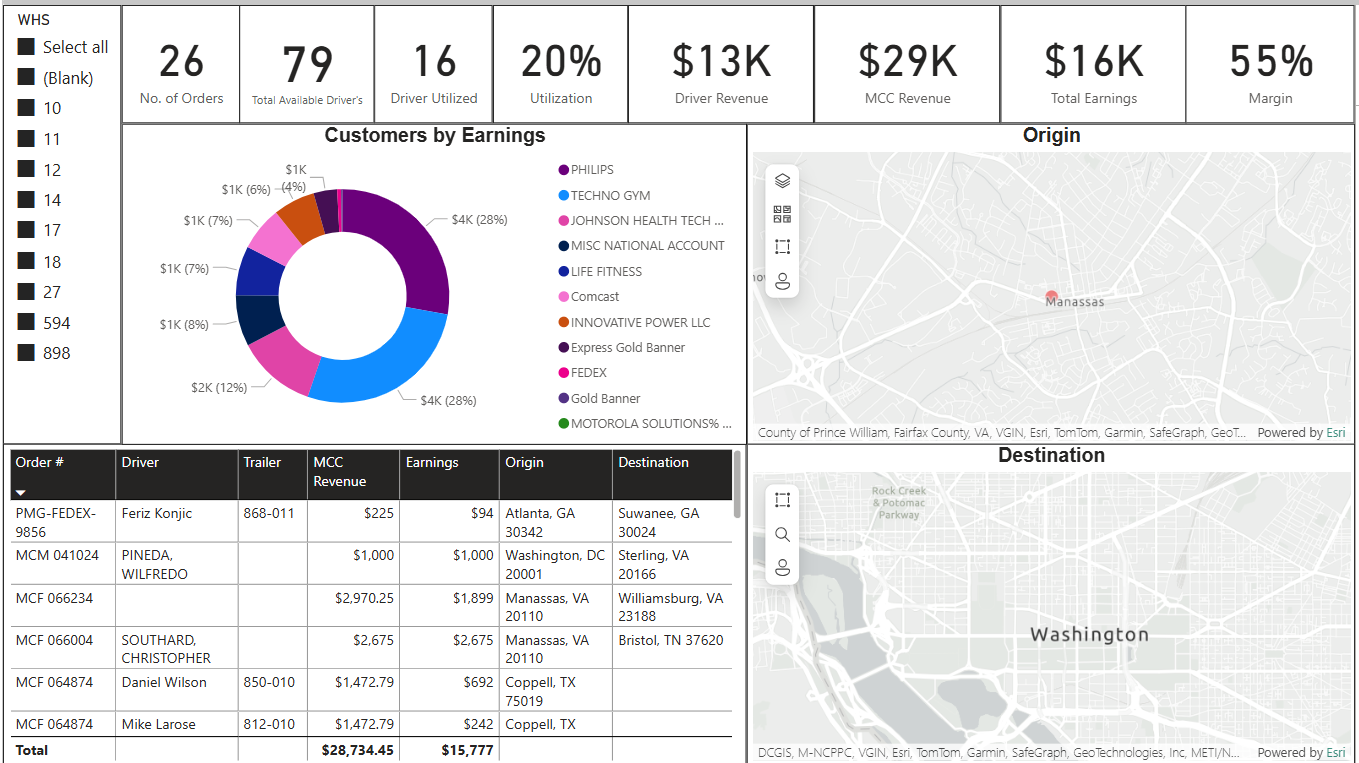 WHS
Select all
(Blank)
10
11
12
14
17
18
27
594
898
26
No. of Orders
79
Total Available Driver's
16
Driver Utilized
20%
Utilization
$13K
Driver Revenue
$29K
MCC Revenue
$16K
Total Earnings
55%
Margin
Customers by Earnings
$1K
(4%)
$1K (6%)
$1K (7%)
$1K (7%)
$1K (8%)
$2K (12%)
$4K (28%)
$4K (28%)
PHILIPS
TECHNO GYM
JOHNSON HEALTH TECH ...
MISC NATIONAL ACCOUNT
LIFE FITNESS
Comcast
INNOVATIVE POWER LLC
Express Gold Banner
FEDEX
Gold Banner
MOTOROLA SOLUTIONS% ...
Origin
Manassas
County of Prince William, Fairfax County, VA, VGIN, Esri, TomTom, Garmin, SafeGraph, GeoT... Powered by Esri
Order # Driver Trailer MCC Revenue Earnings Origin Destination
PMG-FEDEX-9856 Feriz Konjic 868-011 $225 $94 Atlanta, GA 30342 Suwanee, GA 30024
MCM 041024 PINEDA, WILFREDO $1,000 $1,000 Washington, DC 20001 Sterling, VA 20166
MCF 066234 $2,970.25 $1,899 Manassas, VA 20110 Williamsburg, VA 23188
MCF 066004 SOUTHARD, CHRISTOPHER $2,675 $2,675 Manassas, VA 20110 Bristol, TN 37620
MCF 064874 Daniel Wilson 850-010 $1,472.79 $692 Coppell, TX 75019
MCF 064874 Mike Larose 812-010 $1,472.79 $242 Coppell, TX
Total $28,734.45 $15,777
Destination
Rock Creek
& Potomac
Parkway
Washington
DCGIS, M-NCPPC, VGIN, Esri, TomTom, Garmin, SafeGraph, GeoTechnologies, Inc, METI/N... Powered by Esri